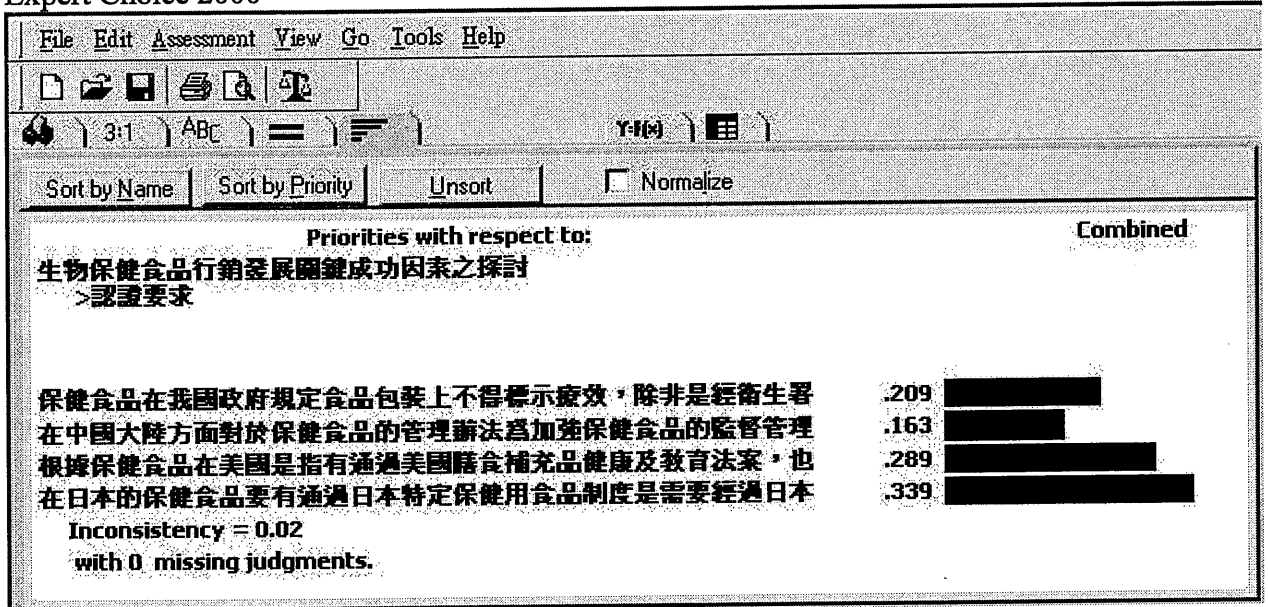 Expert Choice 2000
File Edit Assessment View Go Tools Help
3:1 ABC Y=F(x)
Sort by Name Sort by Priority Unsort Normalize
Priorities with respect to: Combined
生物保健食品行銷發展關鍵成功因素之探討
>認證要求
保健食品在我國政府規定食品包裝上不得標示療效,除非是經衛生署 .209
在中國大陸方面對於保健食品的管理辦法爲加強保健食品的監督管理 .163
根據保健食品在美國是指有通過美國膳食補充品健康及教育法案,也 .289
在日本的保健食品要有通過日本特定保健用食品制度是需要經過日本 .339
Inconsistency = 0.02
with 0 missing judgments.